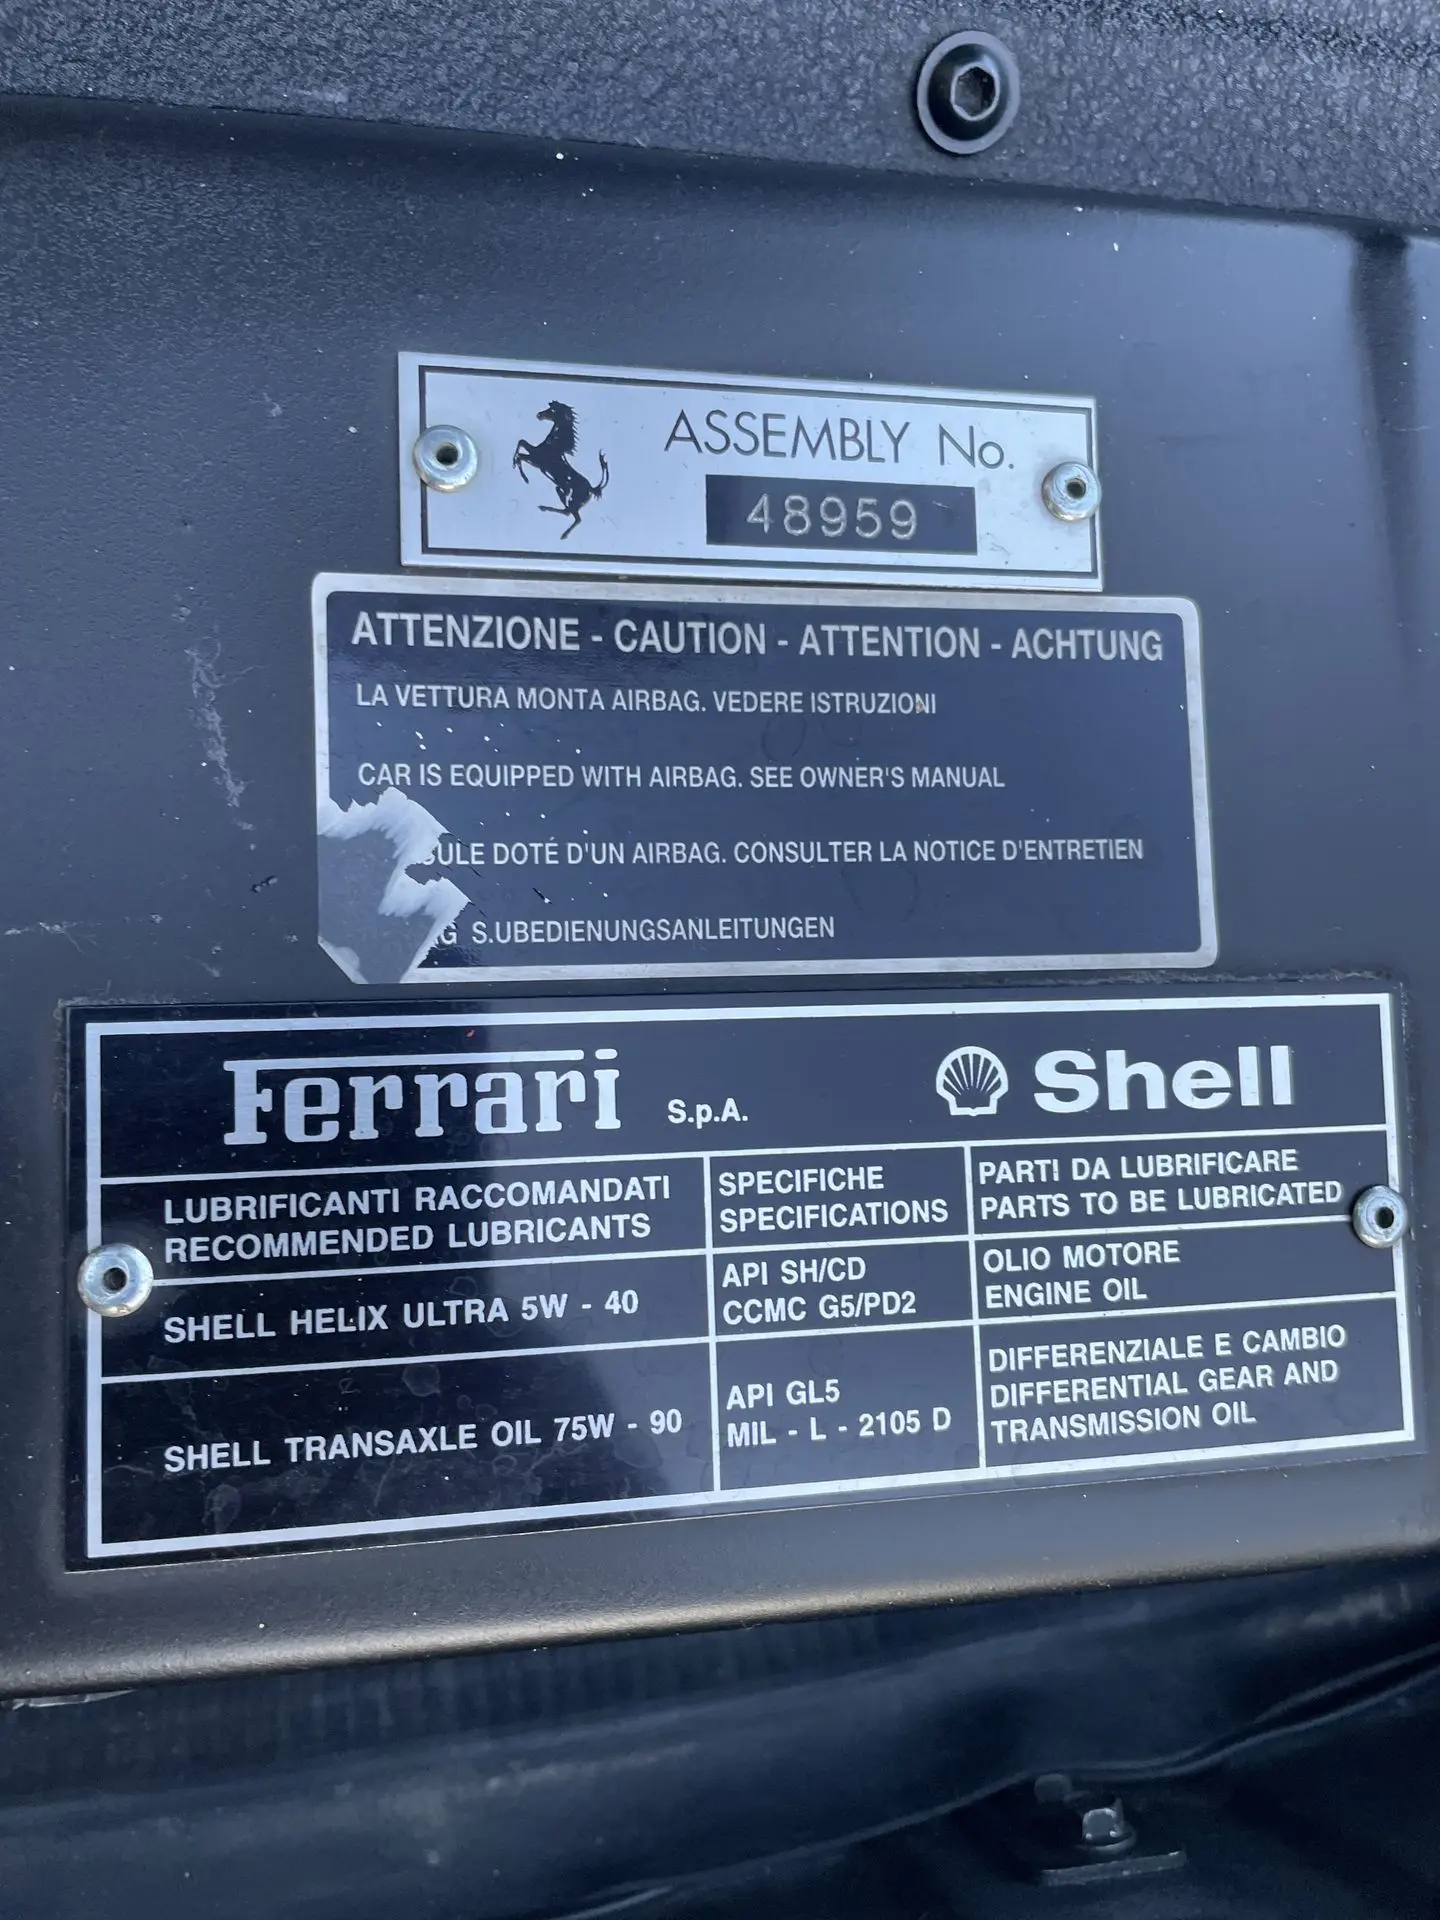 ASSEMBLY No.
48959
ATTENZIONE - CAUTION - ATTENTION - ACHTUNG
LA VETTURA MONTA AIRBAG. VEDERE ISTRUZIONI
CAR IS EQUIPPED WITH AIRBAG. SEE OWNER'S MANUAL
DOTÉ D'UN AIRBAG. CONSULTER LA NOTICE D'ENTRETIEN
S.UBEDIENUNGSANLEITUNGEN
Ferrari S.p.A. Shell
LUBRIFICANTI RACCOMANDATI
RECOMMENDED LUBRICANTS
SPECIFICHE
SPECIFICATIONS
PARTI DA LUBRIFICARE
PARTS TO BE LUBRICATED
SHELL HELIX ULTRA 5W - 40
API SH/CD
CCMC G5/PD2
OLIO MOTORE
ENGINE OIL
SHELL TRANSAXLE OIL 75W - 90
API GL5
MIL - L - 2105 D
DIFFERENZIALE E CAMBIO
DIFFERENTIAL GEAR AND
TRANSMISSION OIL